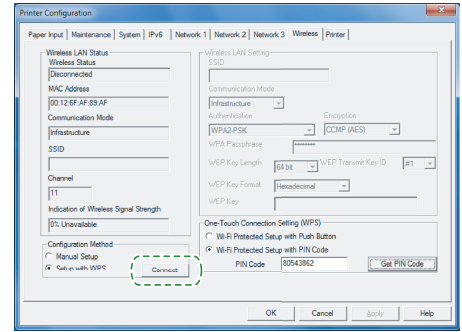 Printer Configuration
Paper Input | Maintenance | System | IPv6 | Network 1 | Network 2 | Network 3 | Wireless | Printer
Wireless LAN Status
Wireless Status
Disconnected
MAC Address
00:12:6F:AF:89:AF
Communication Mode
Infrastructure
SSID
Channel
11
Indication of Wireless Signal Strength
0% Unavailable
Configuration Method
Manual Setup
Setup with WPS
Connect
Wireless LAN Setting
SSID
Communication Mode
Infrastructure
Authentication Encryption
WPA2-PSK CCMP (AES)
WPA Passphrase
WEP Key Length 64 bit WEP Transmit Key ID #1
WEP Key Format Hexadecimal
WEP Key
One-Touch Connection Setting (WPS)
Wi-Fi Protected Setup with Push Button
Wi-Fi Protected Setup with PIN Code
PIN Code 80543862 Get PIN Code
OK Cancel Apply Help